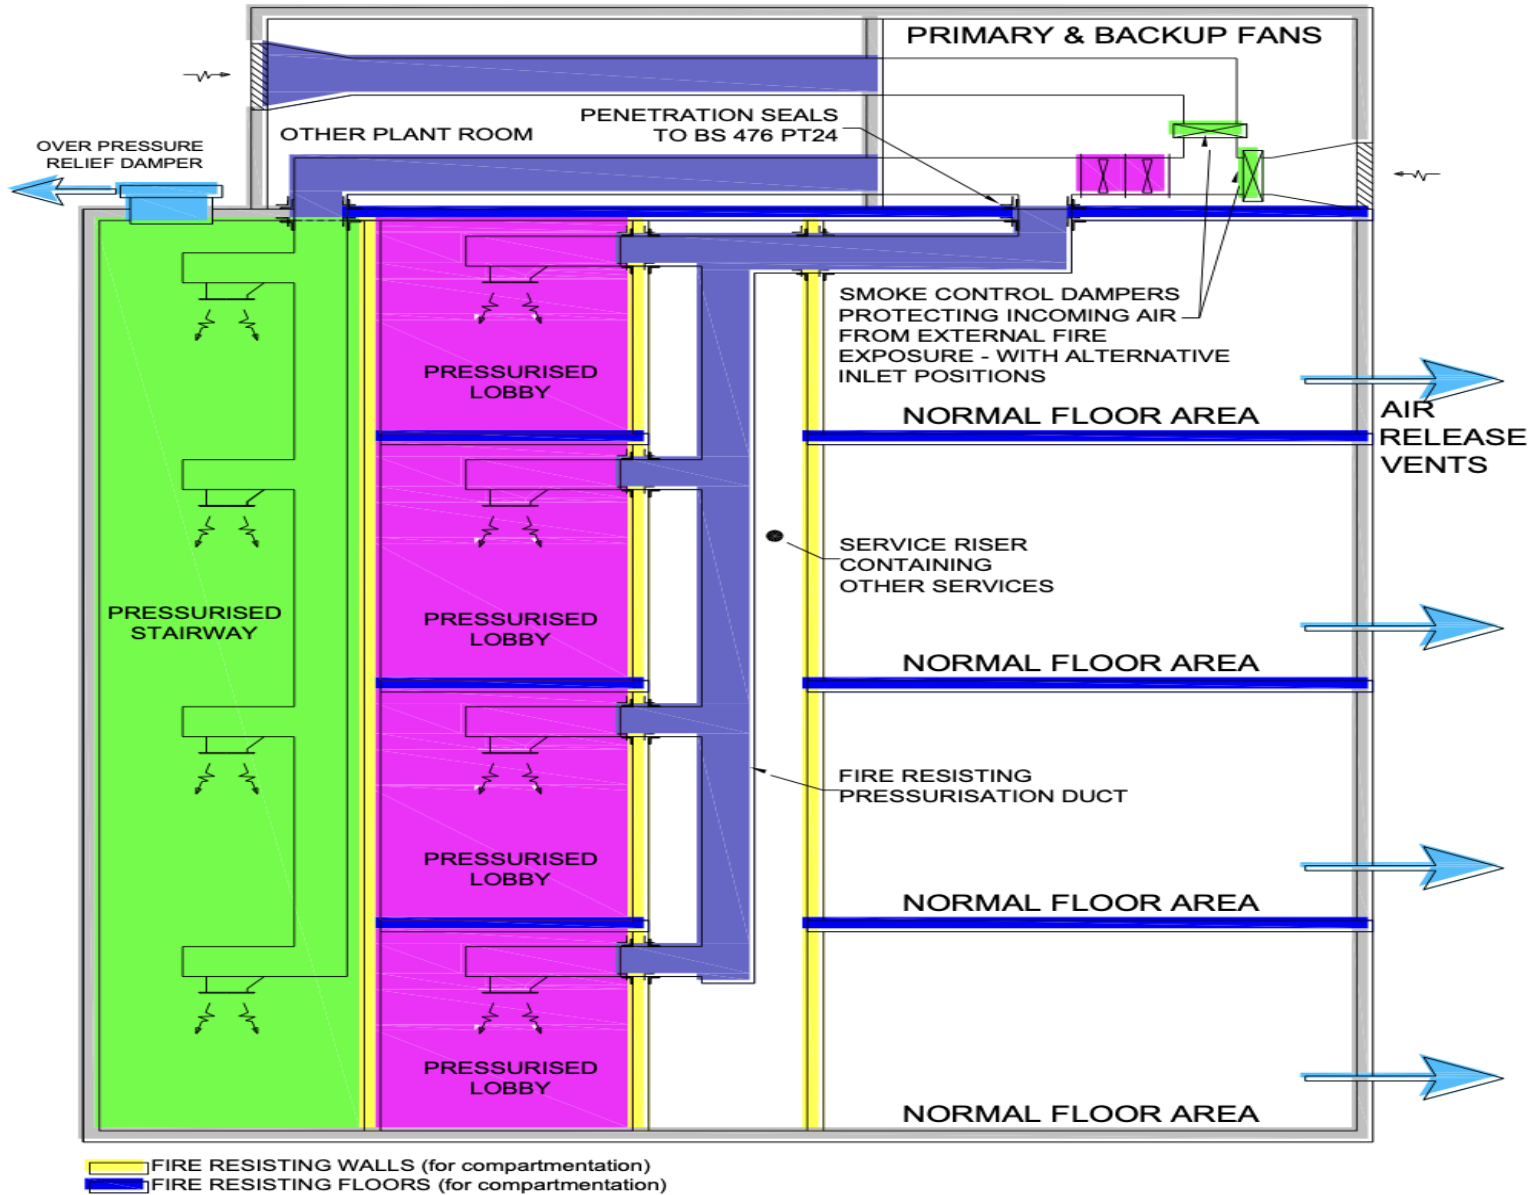 PRIMARY & BACKUP FANS
PENETRATION SEALS
TO BS 476 PT24
OTHER PLANT ROOM
OVER PRESSURE
RELIEF DAMPER
SMOKE CONTROL DAMPERS
PROTECTING INCOMING AIR
FROM EXTERNAL FIRE
EXPOSURE - WITH ALTERNATIVE
INLET POSITIONS
PRESSURISED
LOBBY
NORMAL FLOOR AREA
AIR
RELEASE
VENTS
SERVICE RISER
CONTAINING
OTHER SERVICES
PRESSURISED
STAIRWAY
PRESSURISED
LOBBY
NORMAL FLOOR AREA
FIRE RESISTING
PRESSURISATION DUCT
PRESSURISED
LOBBY
NORMAL FLOOR AREA
PRESSURISED
LOBBY
NORMAL FLOOR AREA
FIRE RESISTING WALLS (for compartmentation)
FIRE RESISTING FLOORS (for compartmentation)